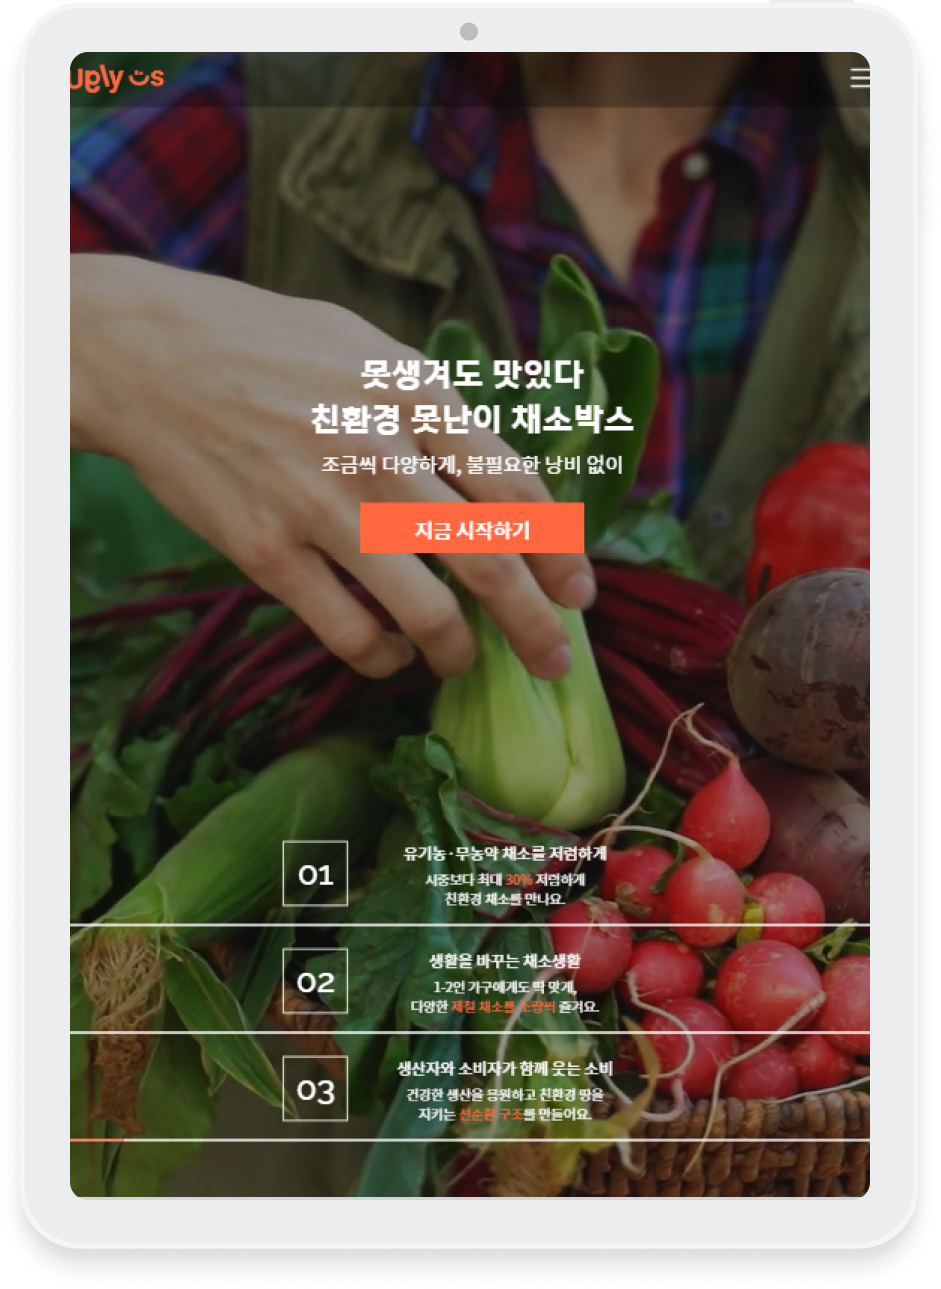 Uglyus
못생겨도 맛있다
친환경 못난이 채소박스
조금씩 다양하게, 불필요한 낭비 없이
지금 시작하기
01
유기농·무농약 채소를 저렴하게
시중보다 최대 30% 저렴하게
친환경 채소를 만나요.
02
생활을 바꾸는 채소생활
1-2인 가구에게도 딱 맞게,
다양한 제철 채소를 소량씩 즐겨요.
03
생산자와 소비자가 함께 웃는 소비
건강한 생산을 응원하고 친환경 땅을
지키는 선순환 구조를 만들어요.